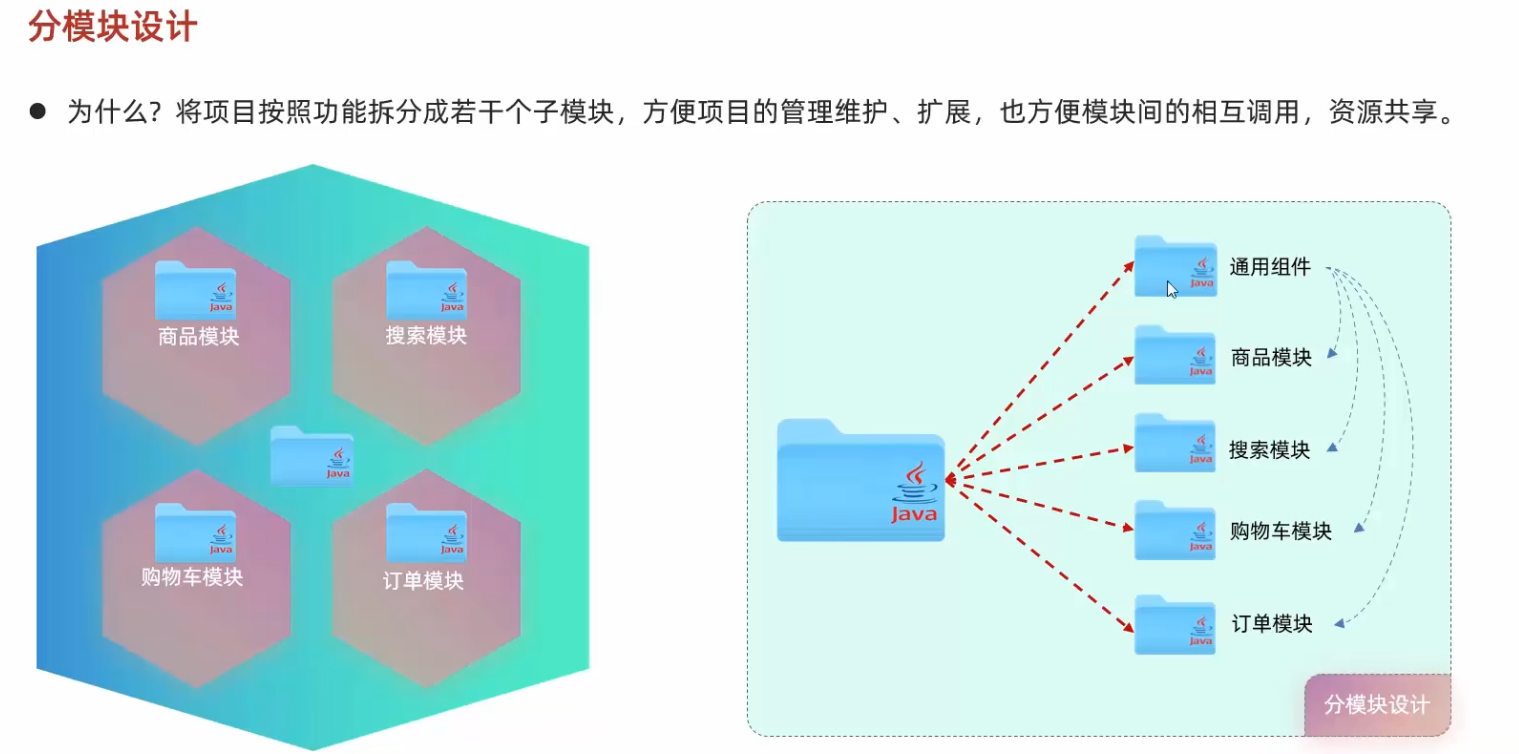 分模块设计
● 为什么？将项目按照功能拆分成若干个子模块，方便项目的管理维护、扩展，也方便模块间的相互调用，资源共享。
Java
商品模块
Java
搜索模块
Java
Java
购物车模块
Java
订单模块
Java
Java
通用组件
Java
商品模块
Java
搜索模块
Java
购物车模块
Java
订单模块
分模块设计